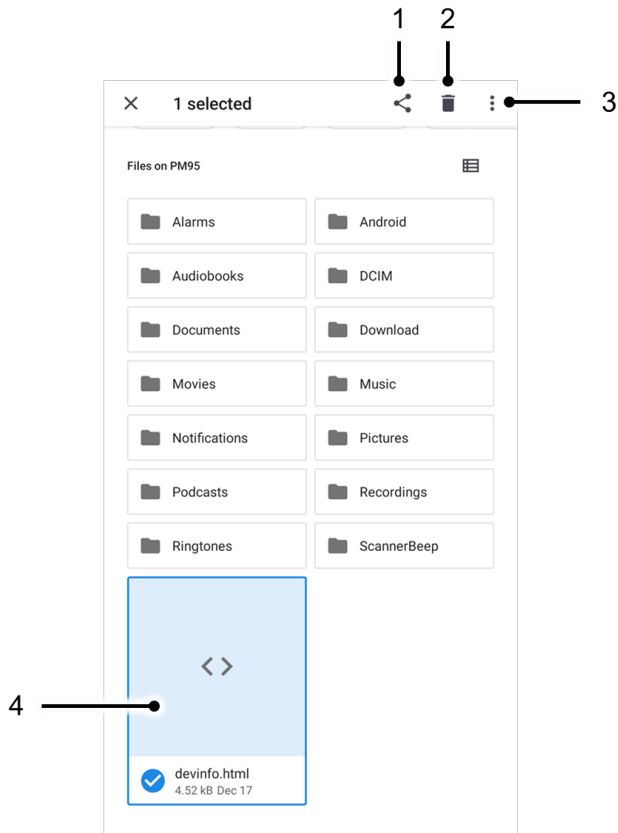 1 2
1 selected
3
Files on PM95
Alarms Android
Audiobooks DCIM
Documents Download
Movies Music
Notifications Pictures
Podcasts Recordings
Ringtones ScannerBeep
4
devinfo.html
4.52 kB Dec 17